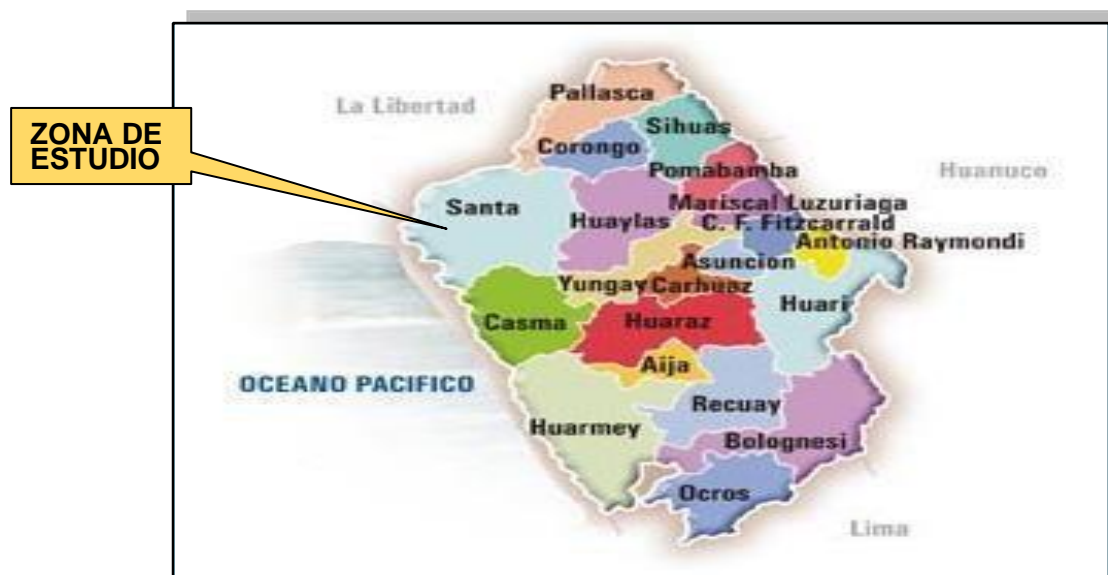 Pallasca
La Libertad
Sihuas
ZONA DE
ESTUDIO
Corongo
Pomabamba
Huanuco
Mariscal Luzuriaga
Santa
Huaylas
C. F. Fitzcarrald
Antonio Raymondi
Asuncion
Yungay
Carhuaz
Huari
Casma
Huaraz
Aija
OCEANO PACIFICO
Recuay
Huarmey
Bolognesi
Ocros
Lima